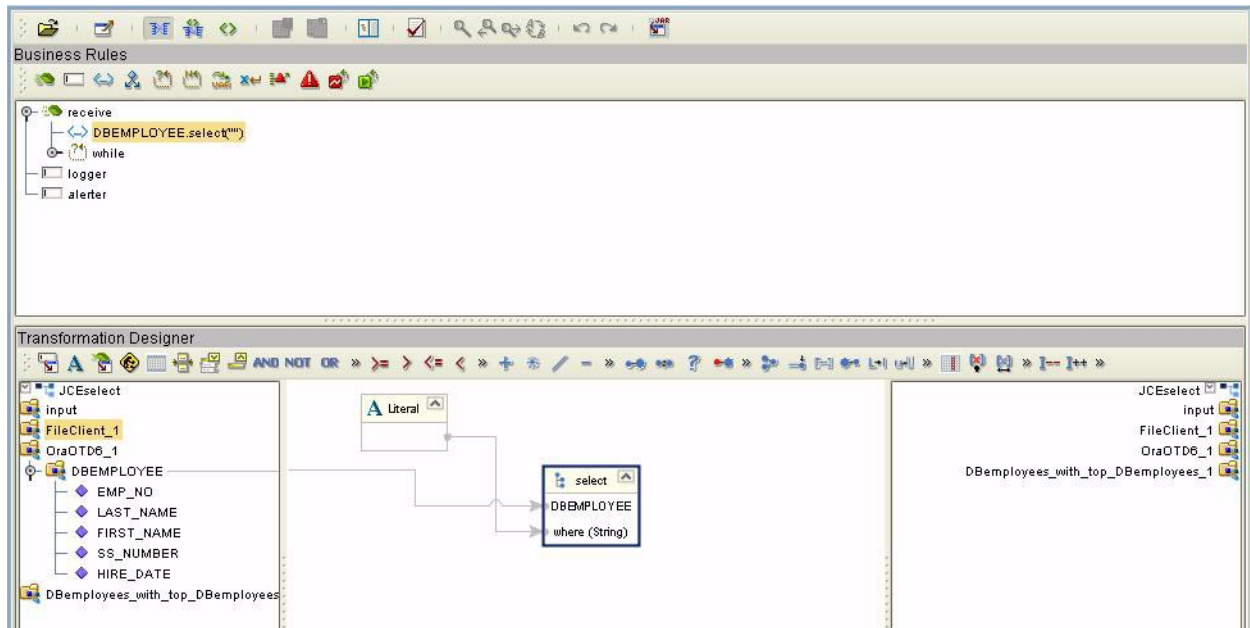 JAR
Business Rules
receive
DBEMPLOYEE.select("")
while
logger
alerter
Transformation Designer
A AND NOT OR » >= > <= < » + * / - » ? » » I-- I++ »
JCEselect
input
FileClient_1
OraOTD6_1
DBEMPLOYEE
EMP_NO
LAST_NAME
FIRST_NAME
SS_NUMBER
HIRE_DATE
DBemployees_with_top_DBemployees
A Literal
select
DBEMPLOYEE
where (String)
JCEselect
input
FileClient_1
OraOTD6_1
DBemployees_with_top_DBemployees_1